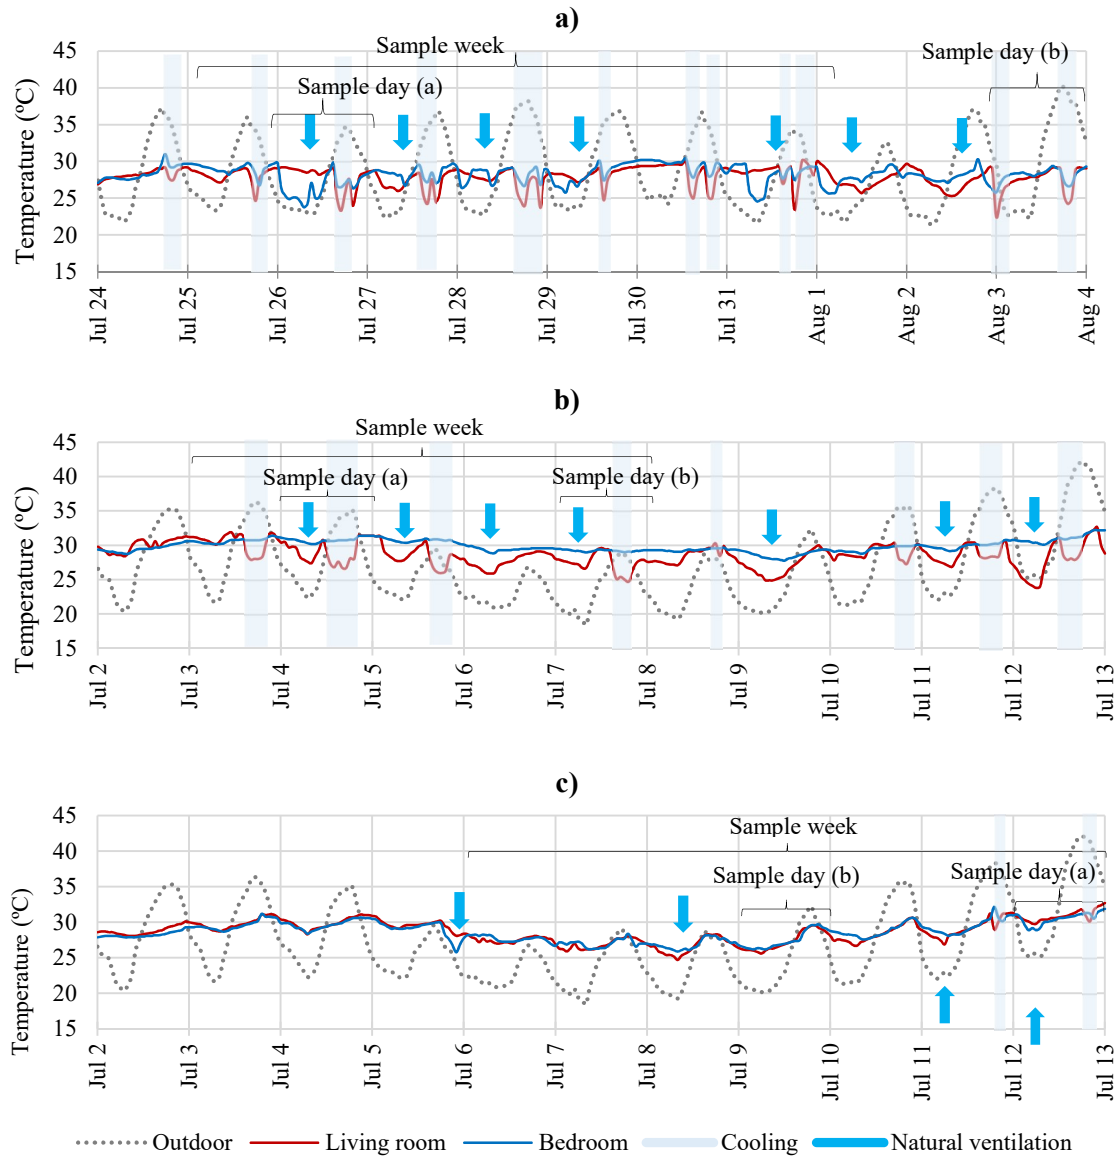 a)
Sample week
Sample day (b)
Sample day (a)
Temperature (ºC)
45
40
35
30
25
20
15
Jul 24
Jul 25
Jul 26
Jul 27
Jul 28
Jul 29
Jul 30
Jul 31
Aug 1
Aug 2
Aug 3
Aug 4
b)
Sample week
Sample day (a)
Sample day (b)
Temperature (ºC)
45
40
35
30
25
20
15
Jul 2
Jul 3
Jul 4
Jul 5
Jul 6
Jul 7
Jul 8
Jul 9
Jul 10
Jul 11
Jul 12
Jul 13
c)
Sample week
Sample day (b)
Sample day (a)
Temperature (ºC)
45
40
35
30
25
20
15
Jul 2
Jul 3
Jul 4
Jul 5
Jul 6
Jul 7
Jul 8
Jul 9
Jul 10
Jul 11
Jul 12
Jul 13
Outdoor Living room Bedroom Cooling Natural ventilation